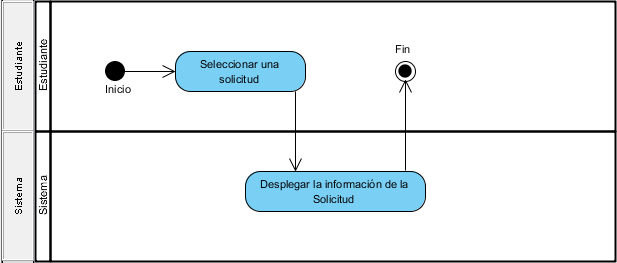 Estudiante
Estudiante
Inicio
Seleccionar una
solicitud
Fin
Sistema
Sistema
Desplegar la información de la
Solicitud